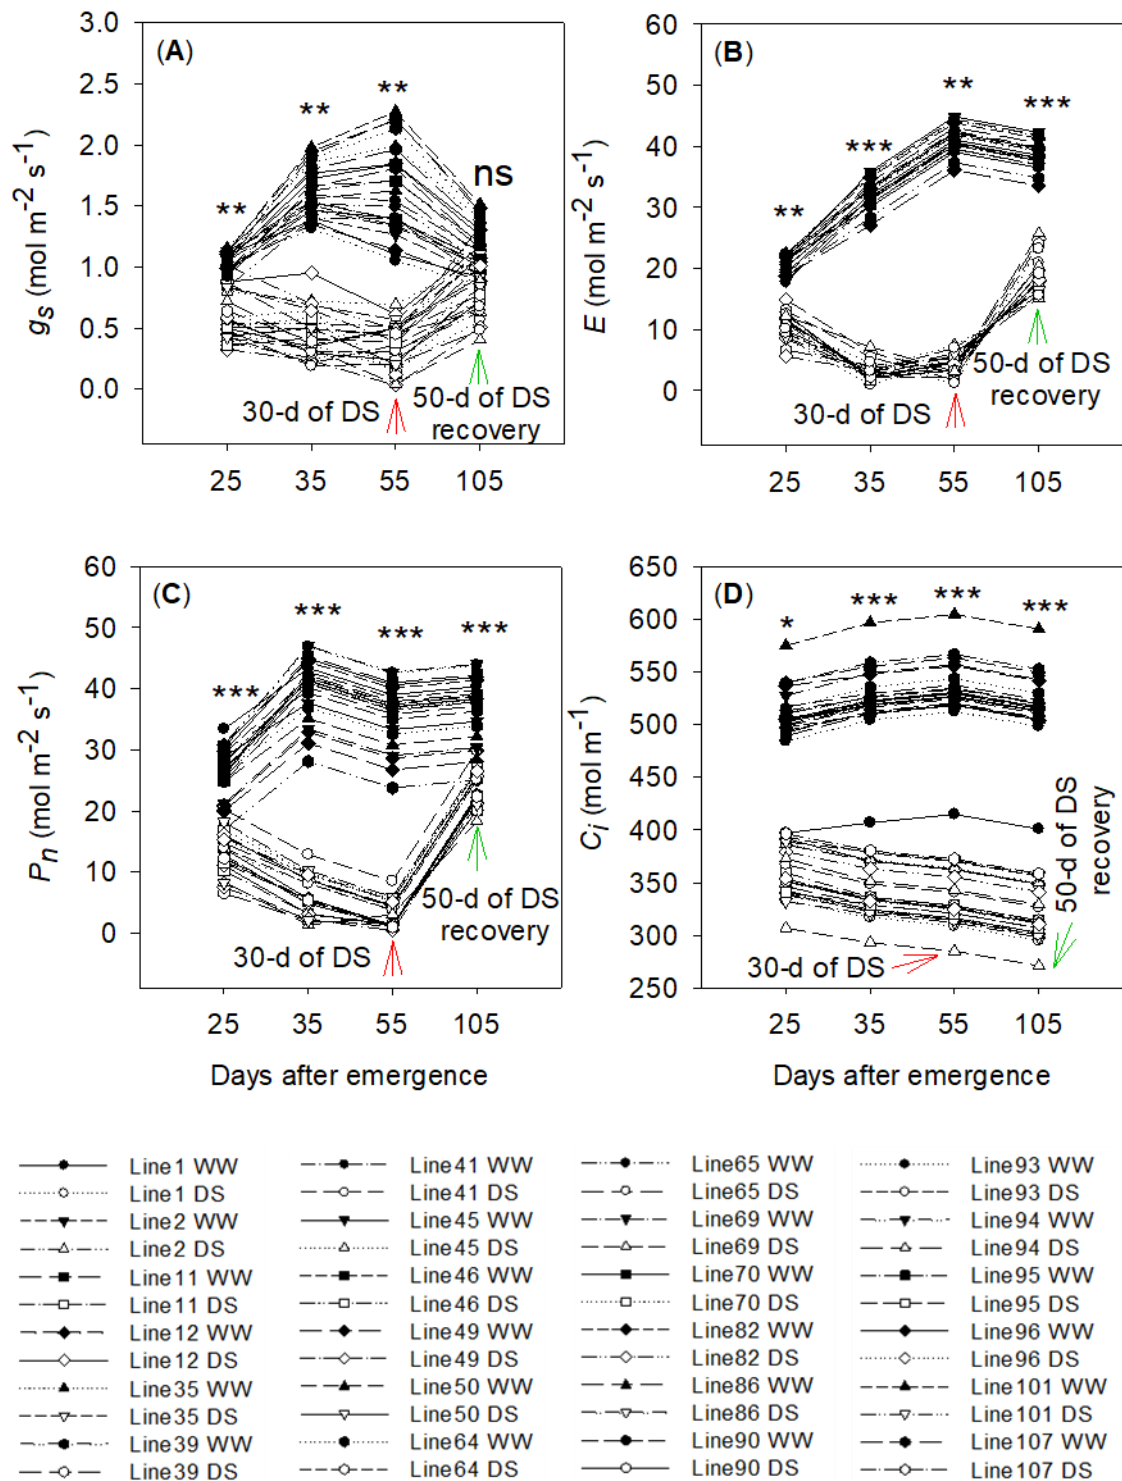 (A)
3.0
2.5
2.0
1.5
1.0
0.5
0.0
gs (mol m−2 s−1)
**
**
**
ns
30-d of DS
50-d of DS
recovery
25 35 55 105
(B)
60
50
40
30
20
10
0
E (mol m−2 s−1)
**
***
**
***
30-d of DS
50-d of DS
recovery
25 35 55 105
(C)
60
50
40
30
20
10
0
Pn (mol m−2 s−1)
***
***
***
***
30-d of DS
50-d of DS
recovery
25 35 55 105
Days after emergence
(D)
650
600
550
500
450
400
350
300
250
Ci (mol m−1)
*
***
***
***
30-d of DS
50-d of DS
recovery
25 35 55 105
Days after emergence
Line1 WW
Line1 DS
Line2 WW
Line2 DS
Line11 WW
Line11 DS
Line12 WW
Line12 DS
Line35 WW
Line35 DS
Line39 WW
Line39 DS
Line41 WW
Line41 DS
Line45 WW
Line45 DS
Line46 WW
Line46 DS
Line49 WW
Line49 DS
Line50 WW
Line50 DS
Line64 WW
Line64 DS
Line65 WW
Line65 DS
Line69 WW
Line69 DS
Line70 WW
Line70 DS
Line82 WW
Line82 DS
Line86 WW
Line86 DS
Line90 WW
Line90 DS
Line93 WW
Line93 DS
Line94 WW
Line94 DS
Line95 WW
Line95 DS
Line96 WW
Line96 DS
Line101 WW
Line101 DS
Line107 WW
Line107 DS